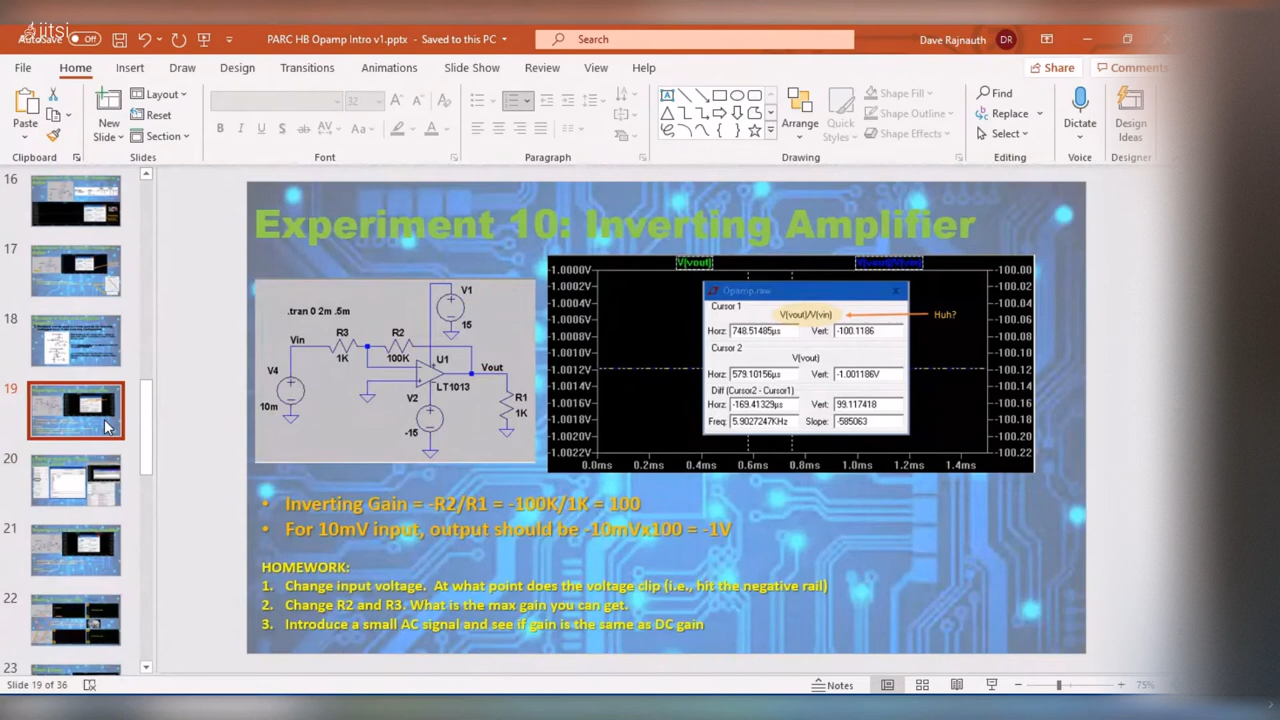 jitsi
AutoSave Off
PARC HB Opamp Intro v1.pptx - Saved to this PC
Search
Dave Rajnauth DR
File Home Insert Draw Design Transitions Animations Slide Show Review View Help Share Comments
Paste
New Slide
Layout
Reset
Section
32
B I U S ab AV Aa A
Arrange
Quick Styles
Shape Fill
Shape Outline
Shape Effects
Find
Replace
Select
Dictate
Design Ideas
Clipboard Slides Font Paragraph Drawing Editing Voice Designer
16
17
18
19
20
21
22
23
Experiment 10: Inverting Amplifier
.tran 0 2m .5m
V1
15
Vin
R3
1K
R2
100K
U1
Vout
LT1013
V4
10m
V2
-15
R1
1K
V(vout)
-1.0000V
-1.0002V
-1.0004V
-1.0006V
-1.0008V
-1.0010V
-1.0012V
-1.0014V
-1.0016V
-1.0018V
-1.0020V
-1.0022V
0.0ms 0.2ms 0.4ms 0.6ms 0.8ms 1.0ms 1.2ms 1.4ms
V(vout)/V(vin)
-100.00
-100.02
-100.04
-100.06
-100.08
-100.10
-100.12
-100.14
-100.16
-100.18
-100.20
-100.22
Opamp.raw
Cursor 1
V(vout)/V(vin)
Huh?
Horz: 748.51485µs Vert: -100.1186
Cursor 2
V(vout)
Horz: 579.10156µs Vert: -1.001186V
Diff (Cursor2 - Cursor1)
Horz: -169.41329µs Vert: 99.117418
Freq: 5.9027247KHz Slope: -585063
• Inverting Gain = -R2/R1 = -100K/1K = 100
• For 10mV input, output should be -10mVx100 = -1V
HOMEWORK:
1. Change input voltage. At what point does the voltage clip (i.e., hit the negative rail)
2. Change R2 and R3. What is the max gain you can get.
3. Introduce a small AC signal and see if gain is the same as DC gain
Slide 19 of 36
Notes
75%